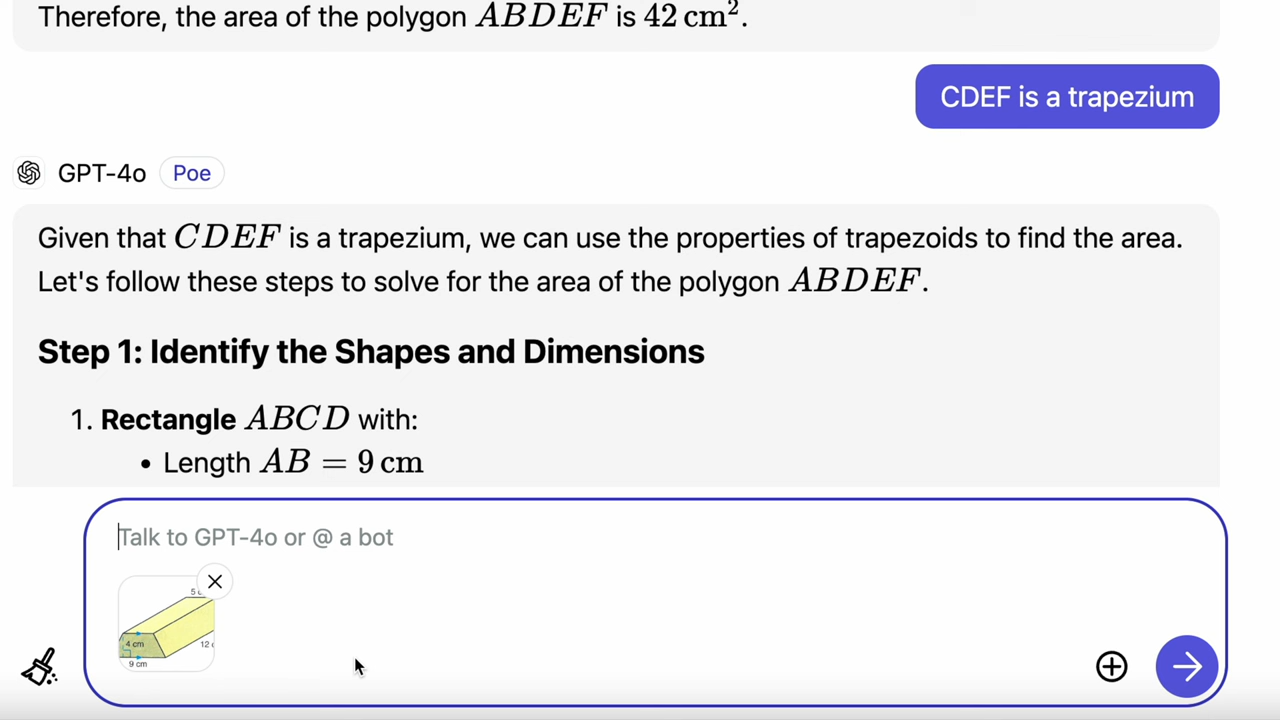 Therefore, the area of the polygon ABDEF is 42 cm².
CDEF is a trapezium
GPT-4o Poe
Given that CDEF is a trapezium, we can use the properties of trapezoids to find the area.
Let's follow these steps to solve for the area of the polygon ABDEF.
Step 1: Identify the Shapes and Dimensions
1. Rectangle ABCD with:
• Length AB = 9 cm
Talk to GPT-4o or @ a bot
5 c
4 cm
12 c
9 cm